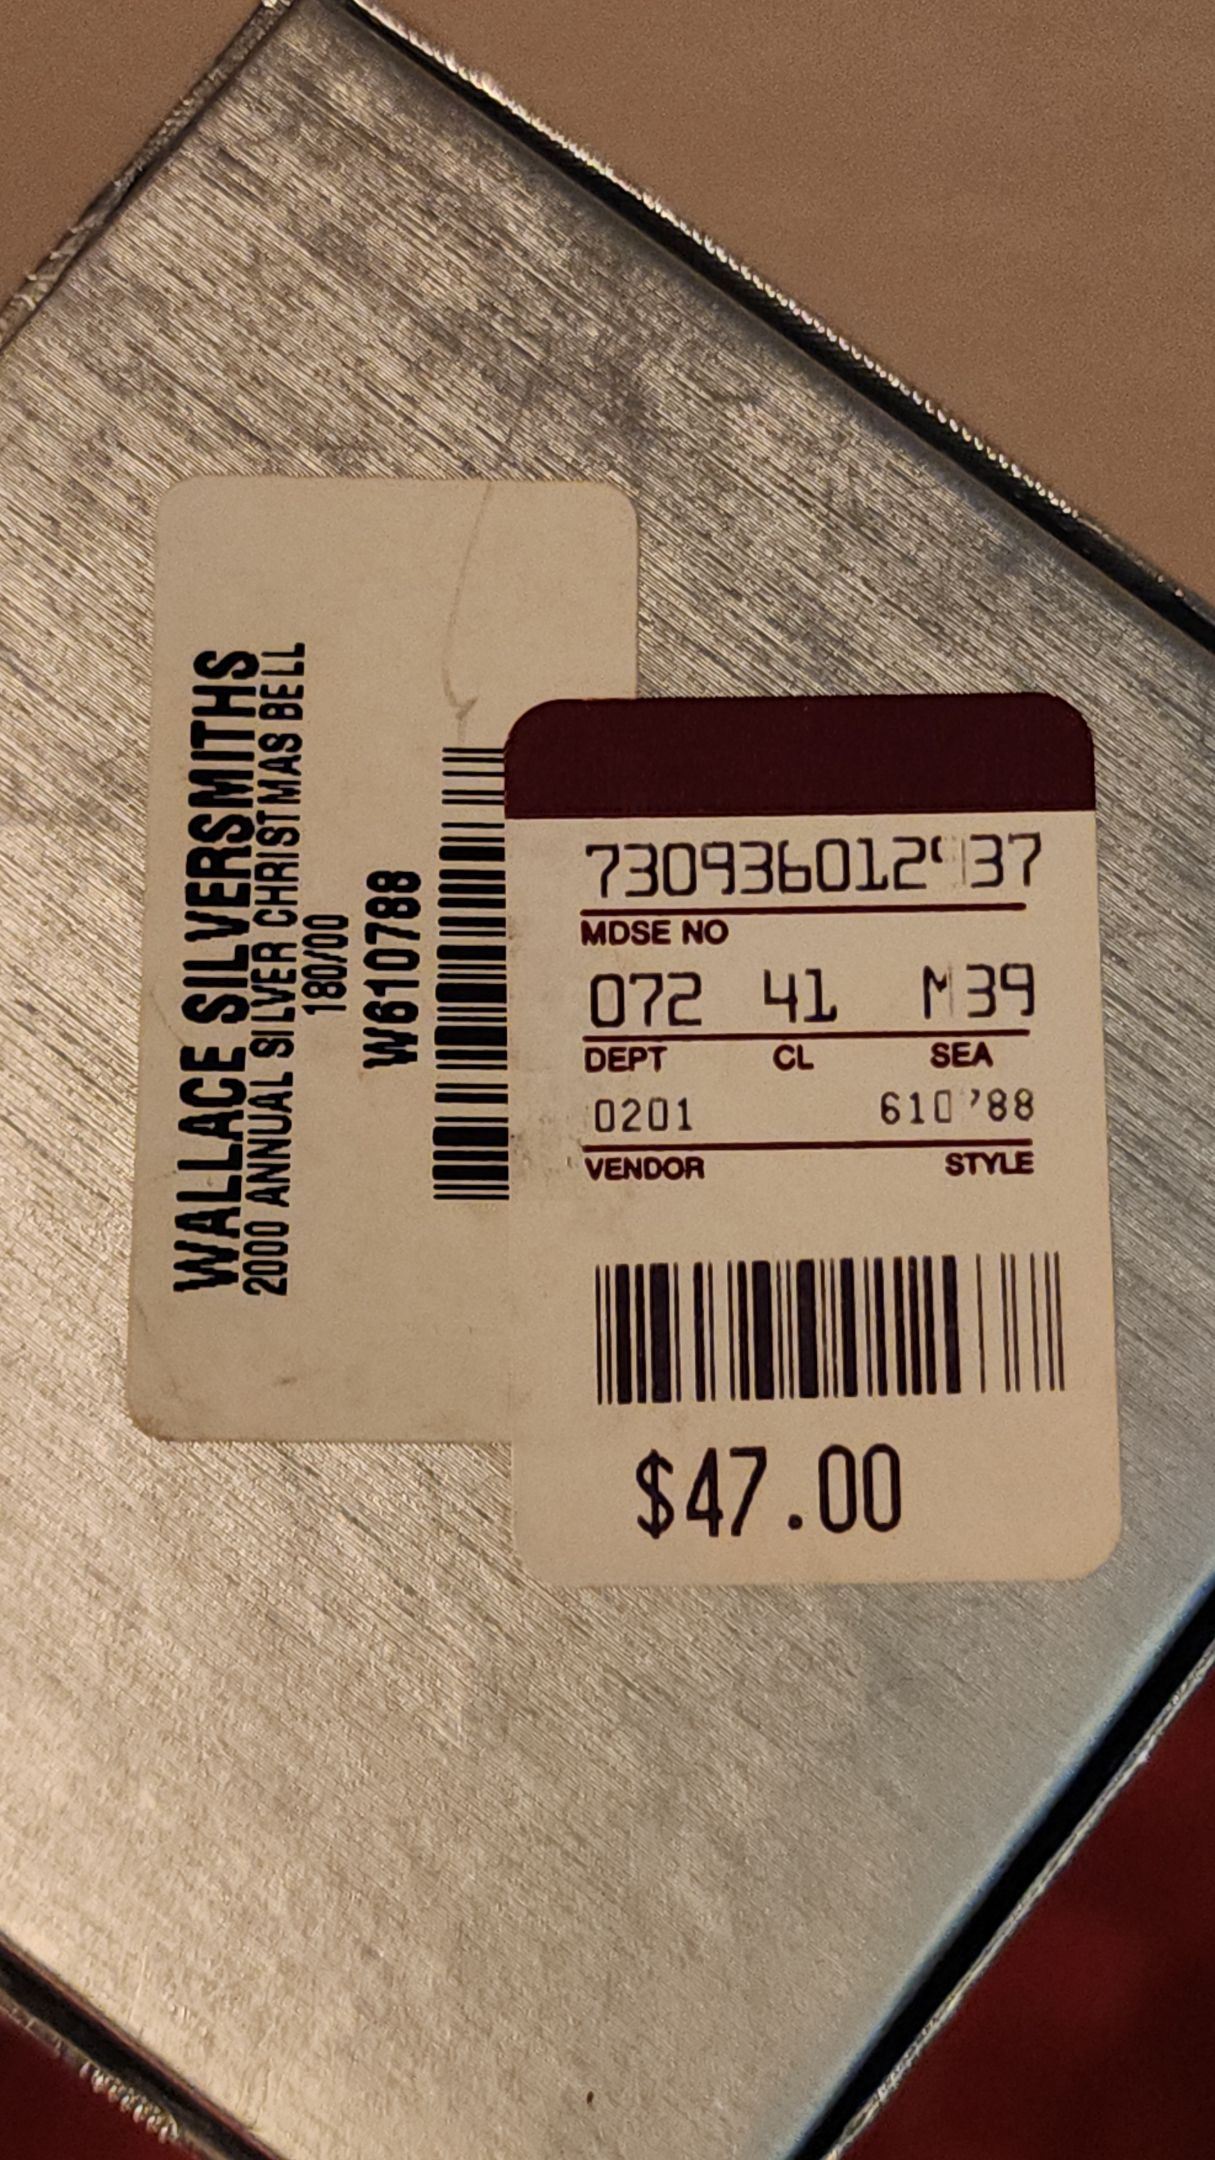 WALLACE SILVERSMITHS
2000 ANNUAL SILVER CHRISTMAS BELL
180/00
W610788
MDSE NO
072 41 M39
DEPT CL SEA
0201 610788
VENDOR STYLE
$47.00